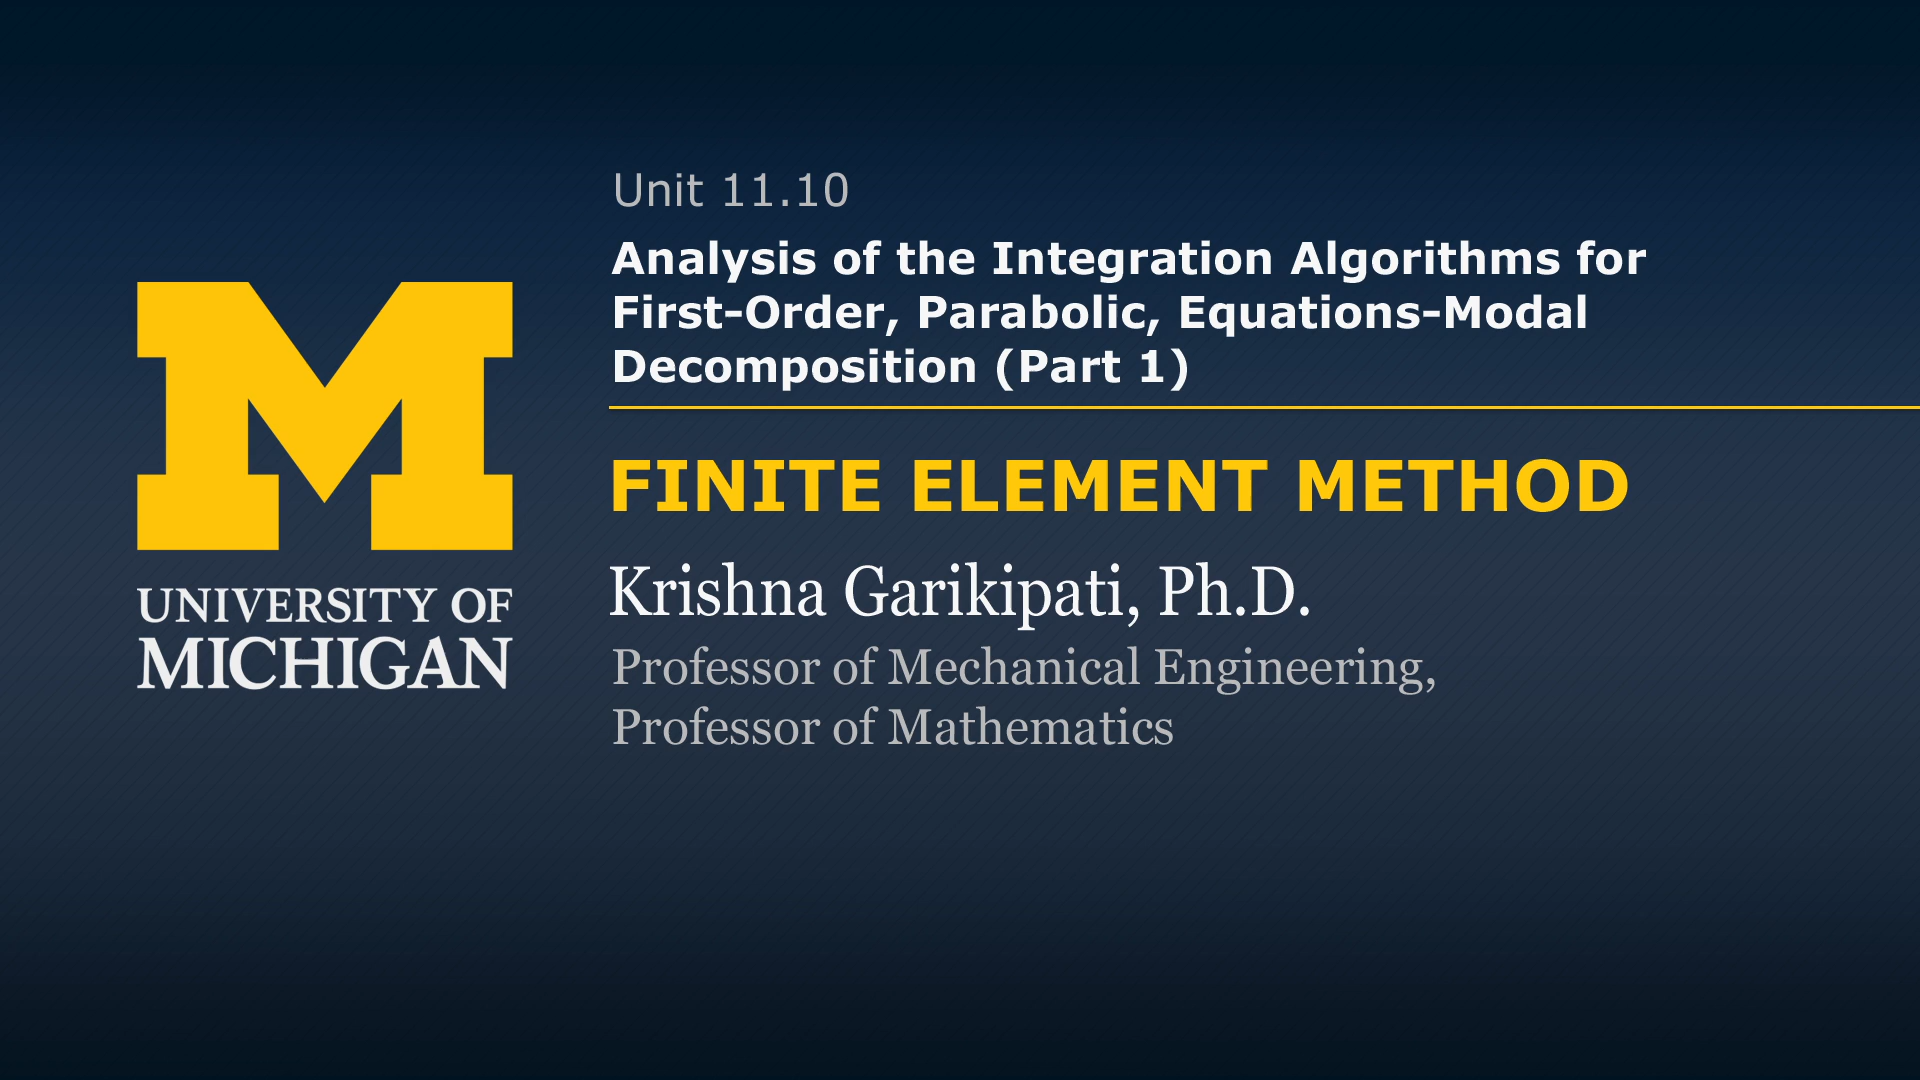 Unit 11.10
Analysis of the Integration Algorithms for
First-Order, Parabolic, Equations-Modal
Decomposition (Part 1)
FINITE ELEMENT METHOD
Krishna Garikipati, Ph.D.
Professor of Mechanical Engineering,
Professor of Mathematics
M
UNIVERSITY OF
MICHIGAN